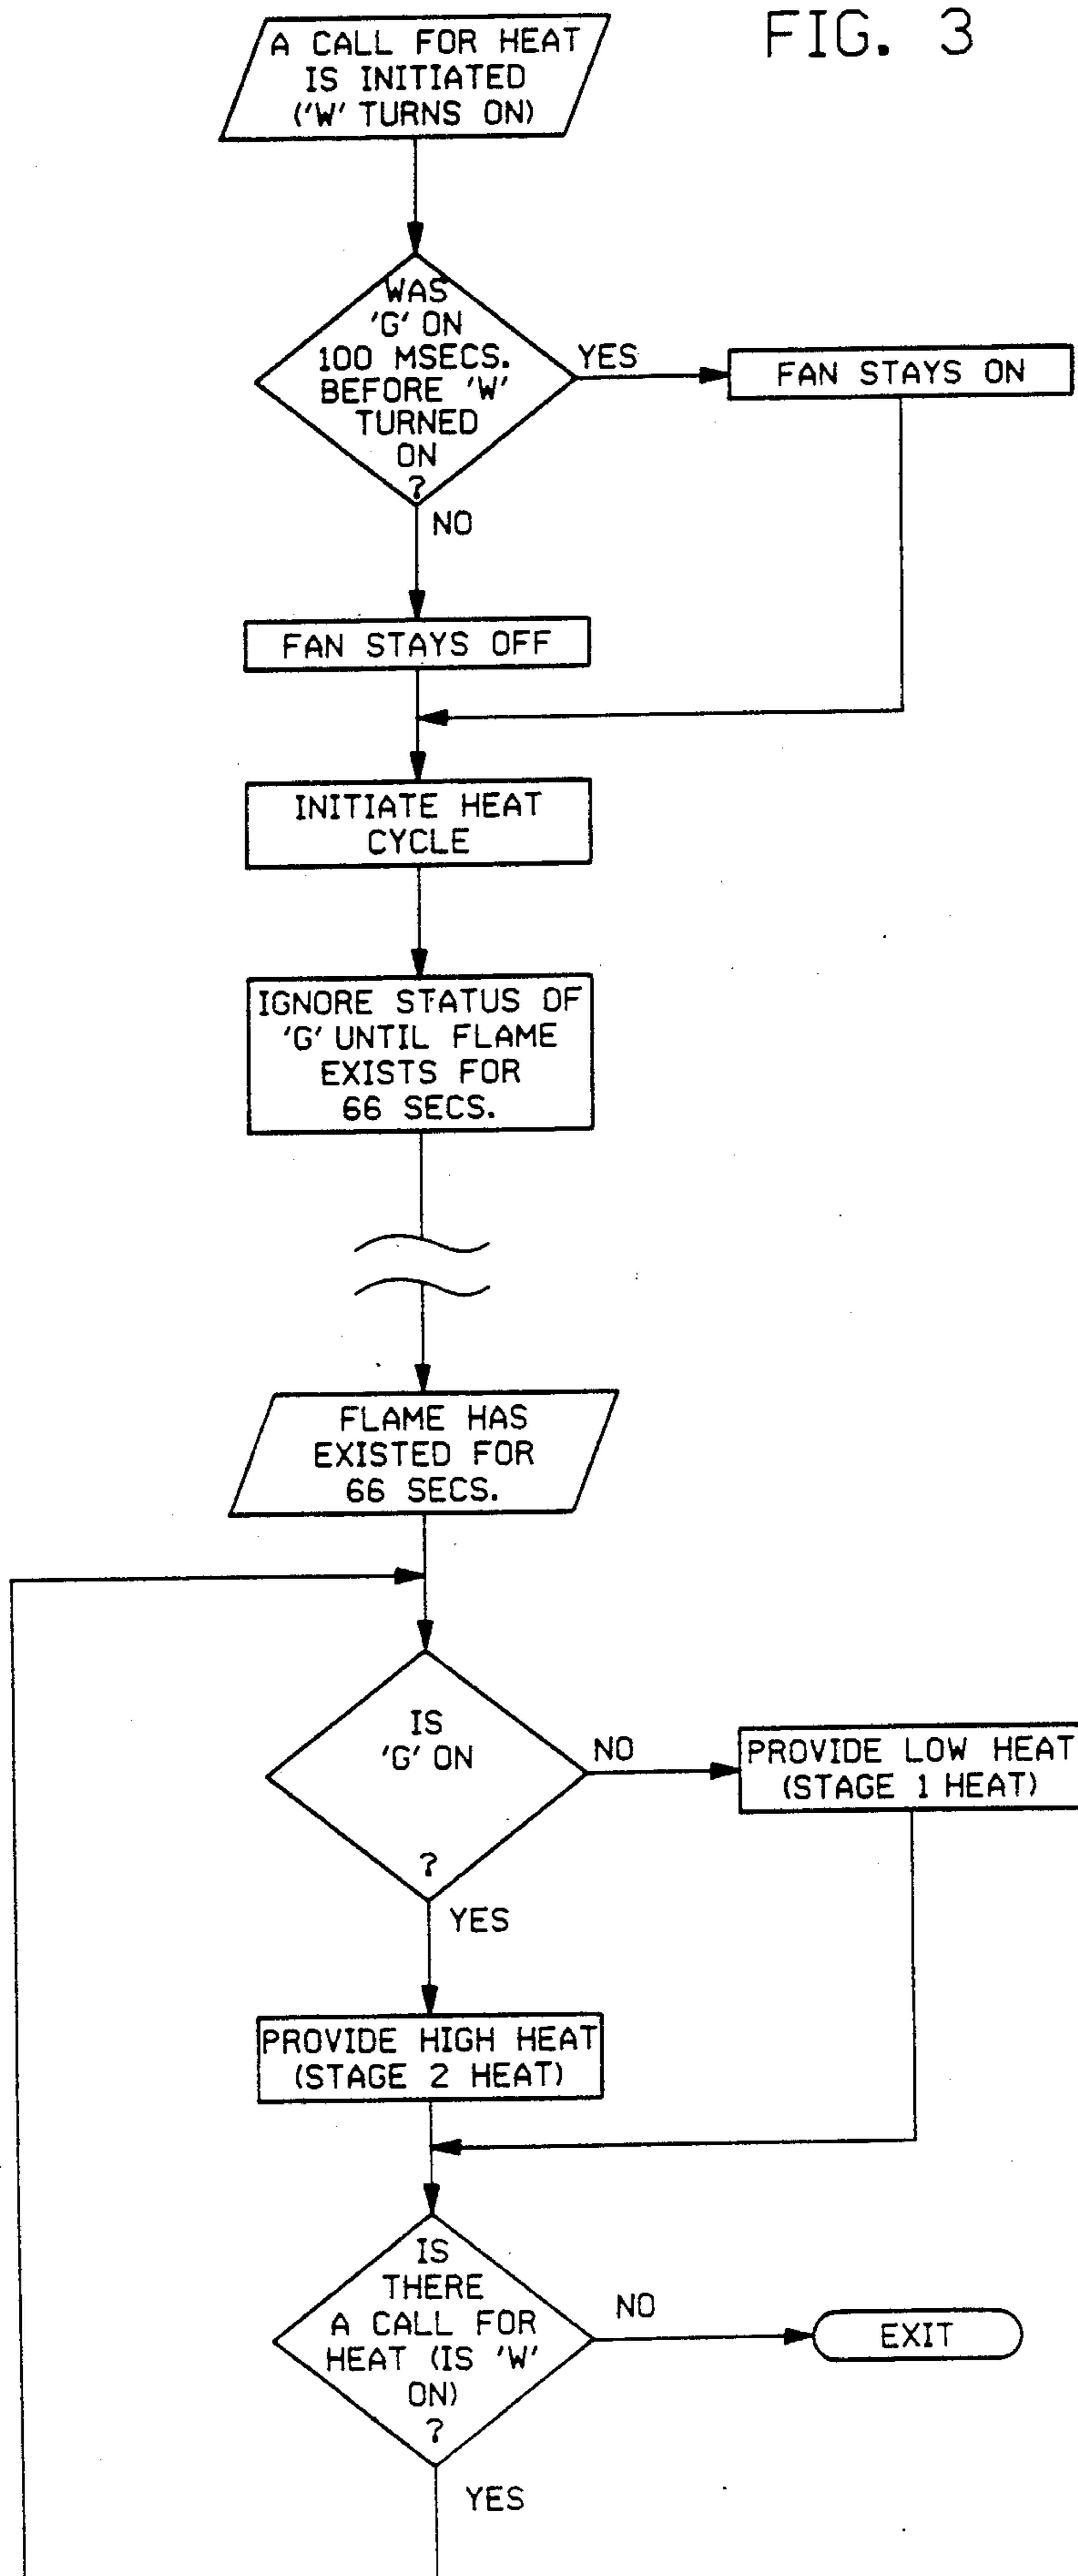 FIG. 3
A CALL FOR HEAT
IS INITIATED
('W' TURNS ON)
WAS
'G' ON
100 MSECS.
BEFORE 'W'
TURNED
ON
?
YES
FAN STAYS ON
NO
FAN STAYS OFF
INITIATE HEAT
CYCLE
IGNORE STATUS OF
'G' UNTIL FLAME
EXISTS FOR
66 SECS.
FLAME HAS
EXISTED FOR
66 SECS.
IS
'G' ON
?
NO
PROVIDE LOW HEAT
(STAGE 1 HEAT)
YES
PROVIDE HIGH HEAT
(STAGE 2 HEAT)
IS
THERE
A CALL FOR
HEAT (IS 'W'
ON)
?
NO
EXIT
YES